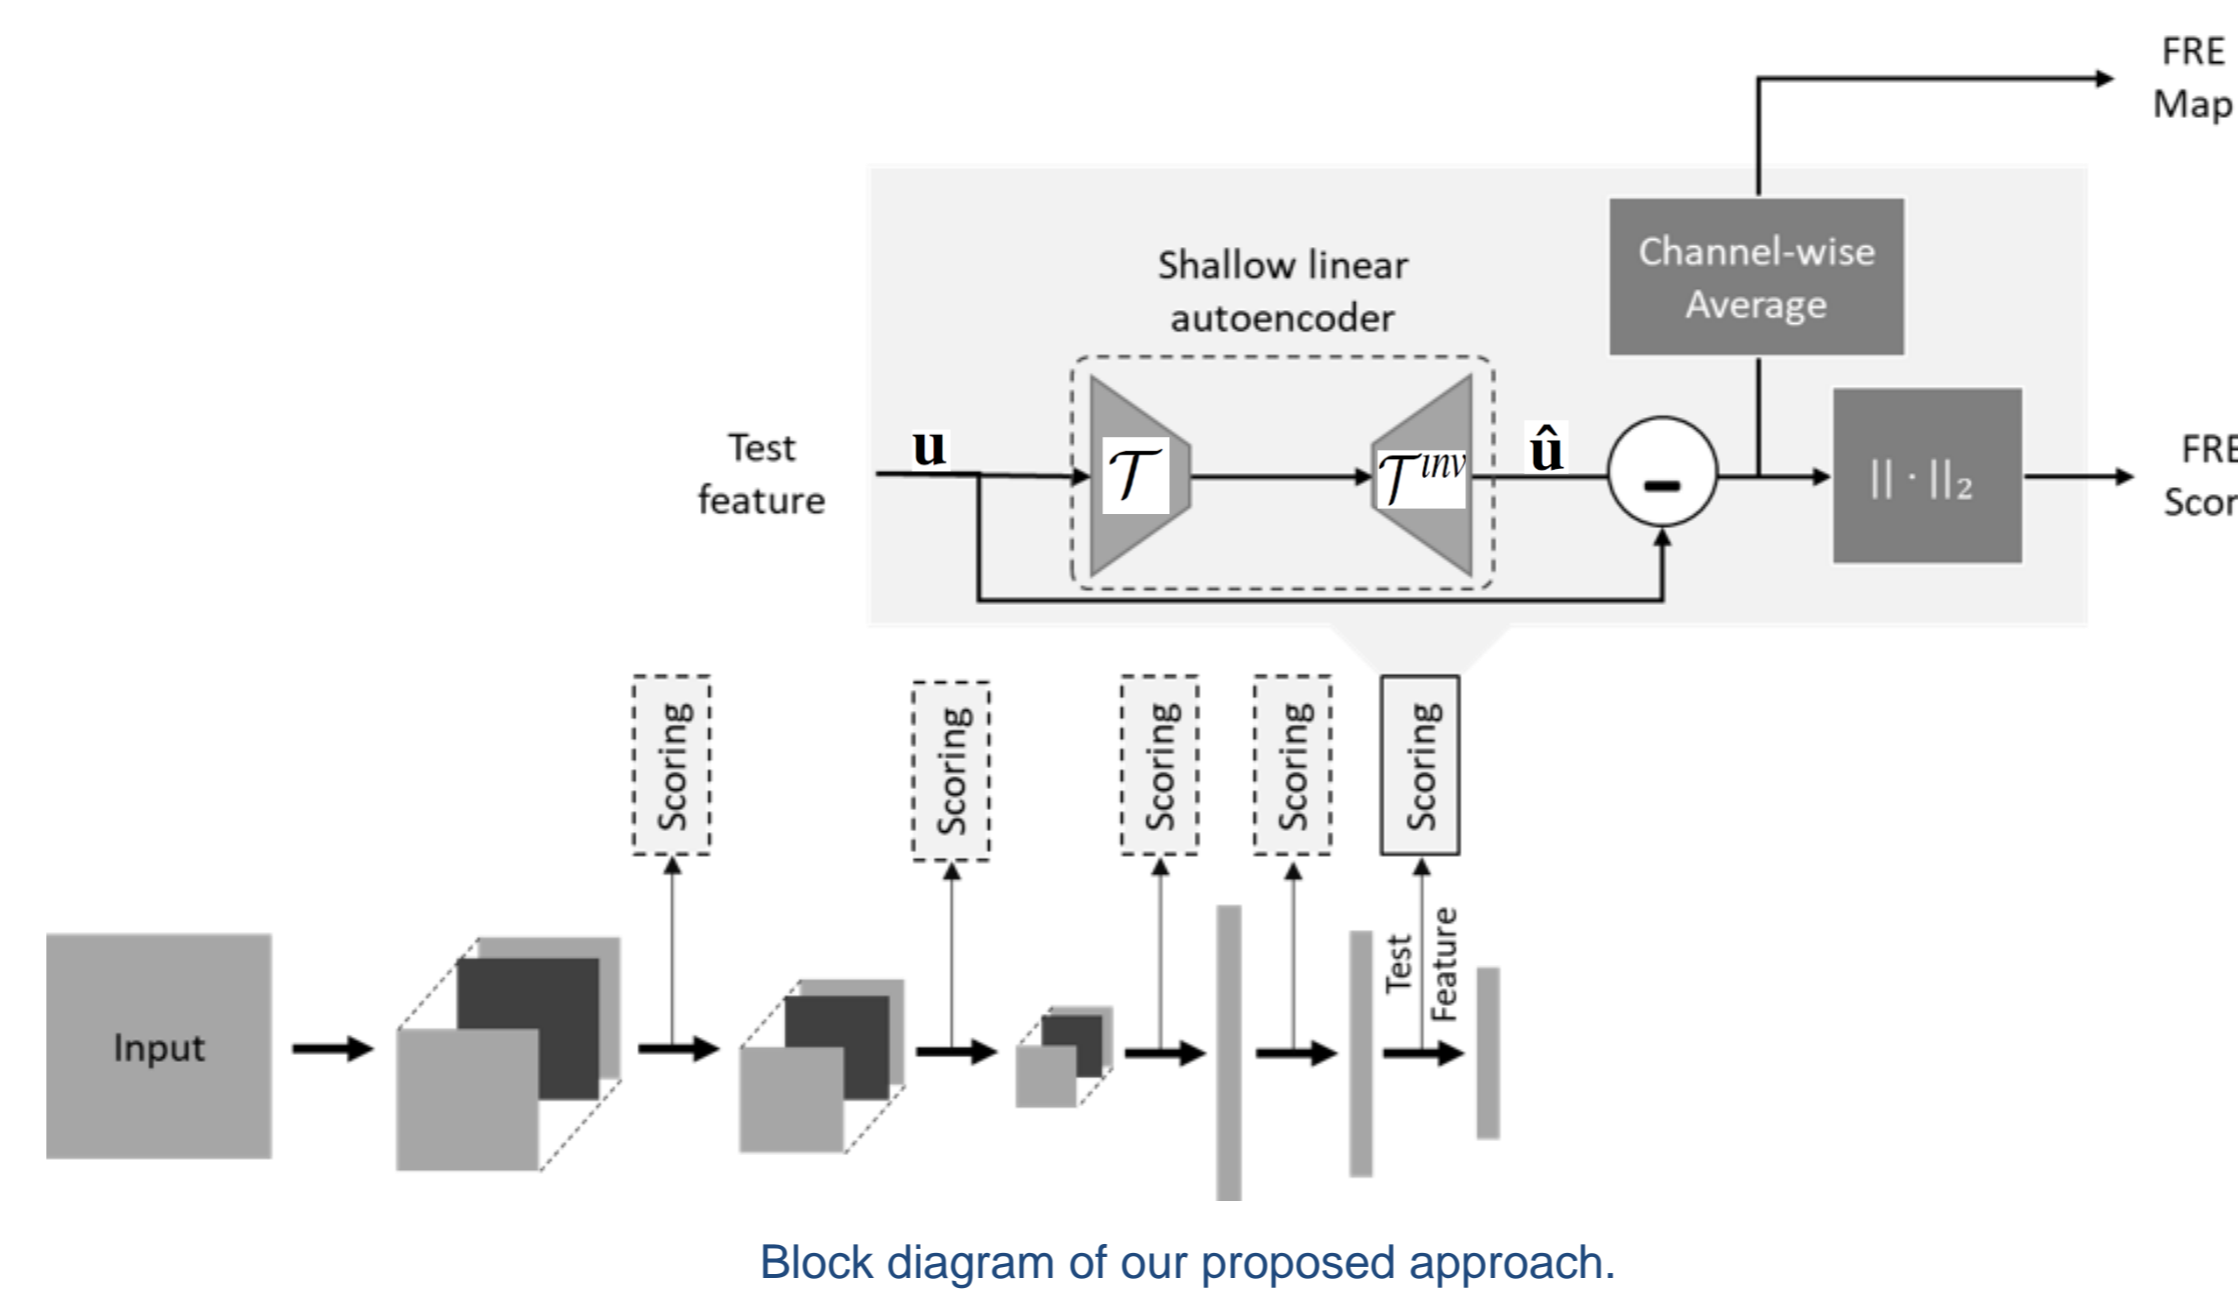 FRE
Map
Channel-wise
Average
Shallow linear
autoencoder
Test
feature
u
𝒯
𝒯 inv
û
-
|| · ||₂
FRE
Scor
Scoring
Scoring
Scoring
Scoring
Scoring
Test
Feature
Input
Block diagram of our proposed approach.